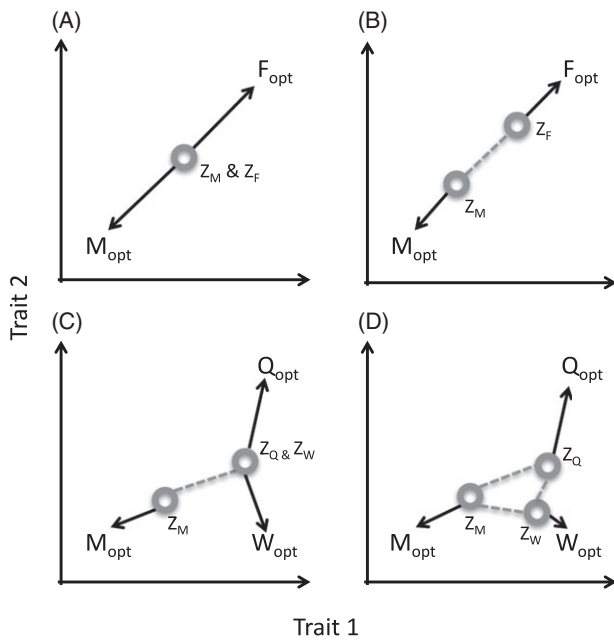 (A)
F_opt
Z_M & Z_F
M_opt
(B)
F_opt
Z_F
Z_M
M_opt
Trait 2
(C)
Q_opt
Z_Q & Z_W
Z_M
M_opt
W_opt
(D)
Q_opt
Z_Q
Z_M
Z_W
M_opt
W_opt
Trait 1